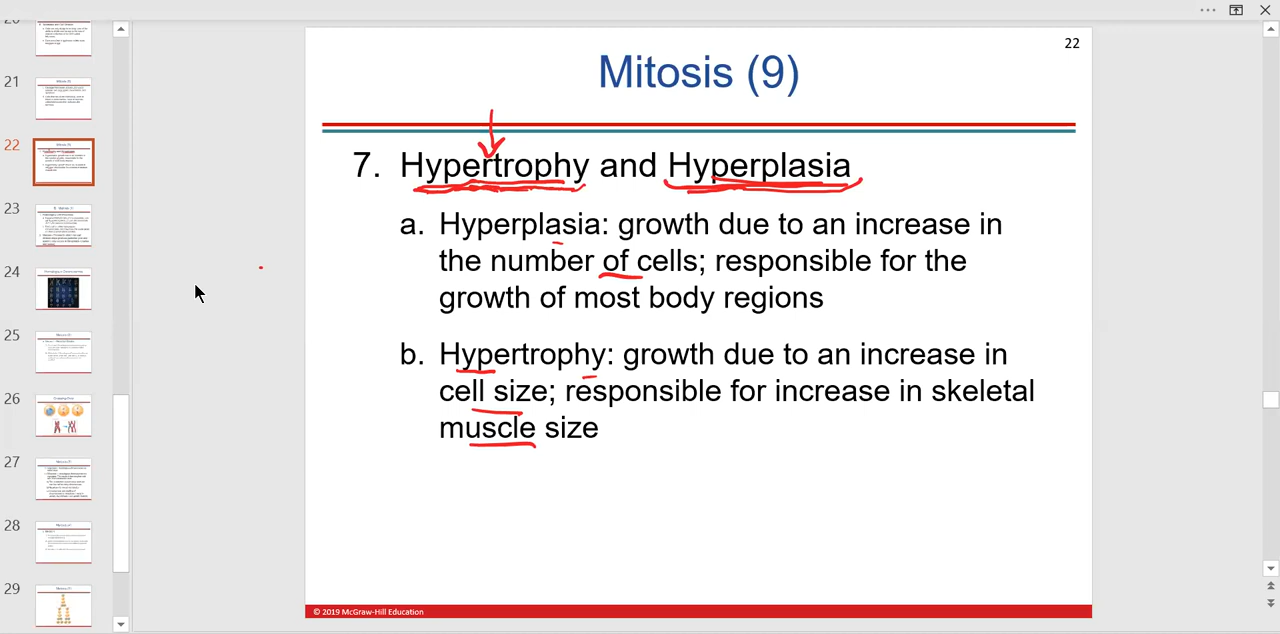 20
21
22
23
24
25
26
27
28
29
22
Mitosis (9)
7. Hypertrophy and Hyperplasia
a. Hyperplasia: growth due to an increase in
the number of cells; responsible for the
growth of most body regions
b. Hypertrophy: growth due to an increase in
cell size; responsible for increase in skeletal
muscle size
© 2019 McGraw-Hill Education